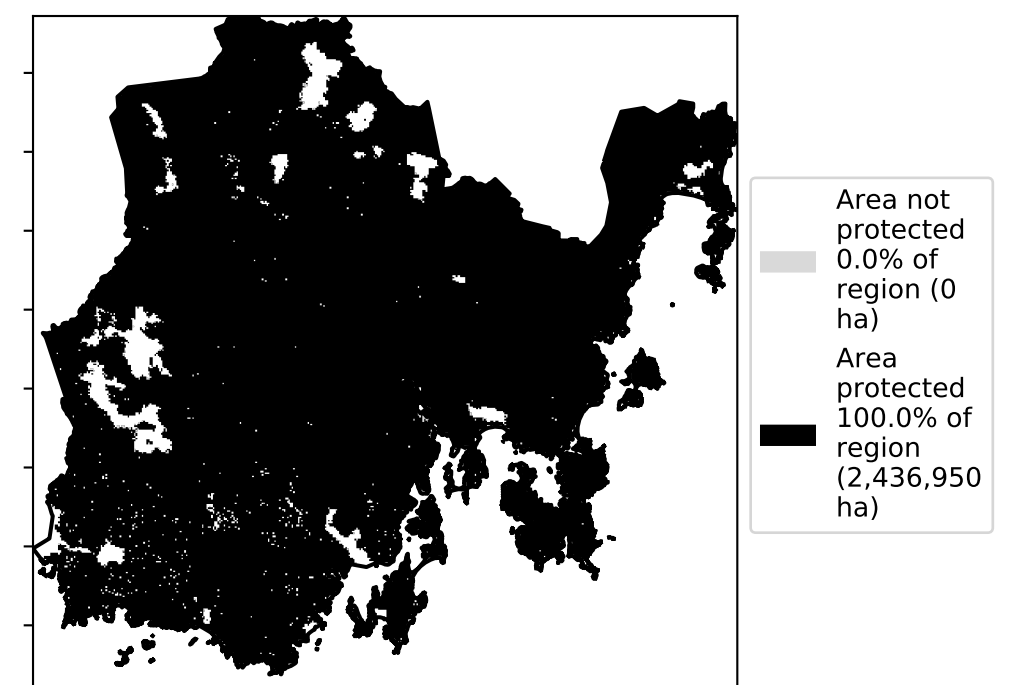 Area not
protected
0.0% of
region (0
ha)
Area
protected
100.0% of
region
(2,436,950
ha)